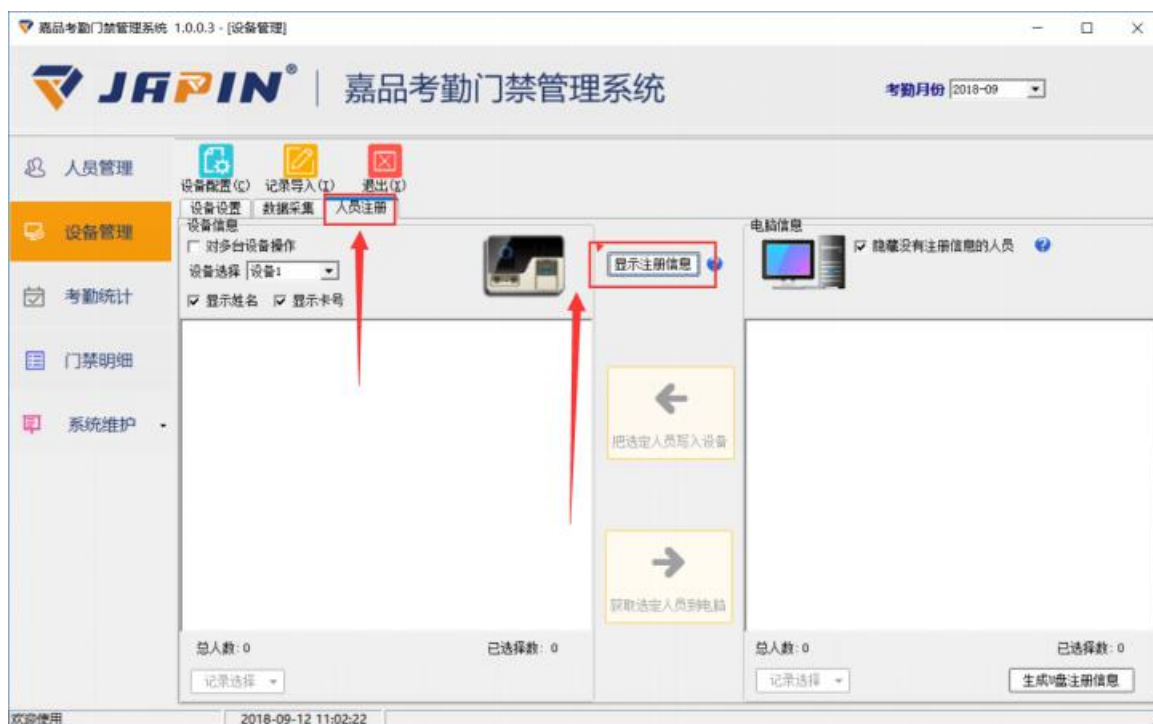 嘉品考勤门禁管理系统 1.0.0.3 - [设备管理]
JAPIN® 嘉品考勤门禁管理系统
考勤月份 2018-09
人员管理
设备管理
考勤统计
门禁明细
系统维护
设备配置(C) 记录导入(I) 退出(X)
设备设置 数据采集 人员注册
设备信息
对多台设备操作
设备选择 设备1
显示姓名 显示卡号
显示注册信息
电脑信息
隐藏没有注册信息的人员
把选定人员写入设备
获取选定人员到电脑
总人数:0 已选择数: 0
记录选择
总人数:0 已选择数: 0
记录选择 生成U盘注册信息
欢迎使用 2018-09-12 11:02:22